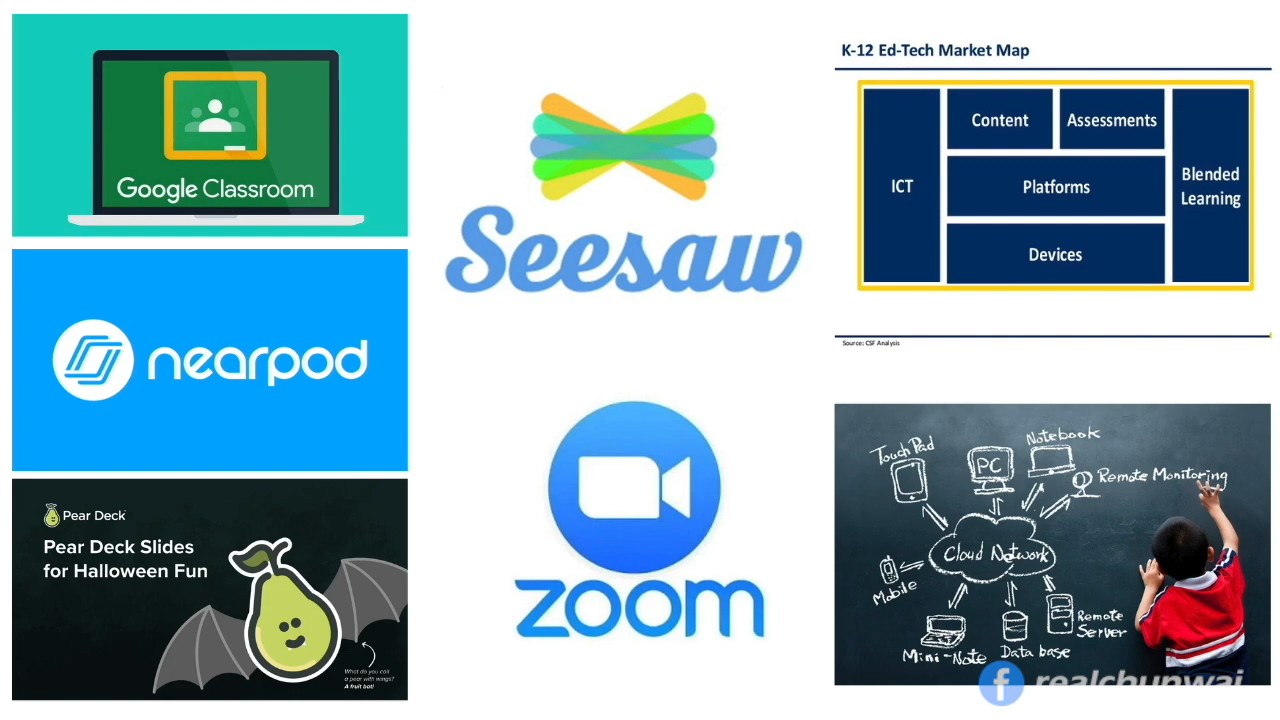 Google Classroom
nearpod
Pear Deck
Pear Deck Slides
for Halloween Fun
What do you call
a pear with wings?
A fruit bat!
Seesaw
zoom
K-12 Ed-Tech Market Map
ICT
Content
Assessments
Platforms
Devices
Blended
Learning
Source: CSF Analysis
Touch Pad
PC
Notebook
Remote Monitoring
Cloud Network
Mobile
Mini-Note
Data base
Remote
Server
f realchunwai